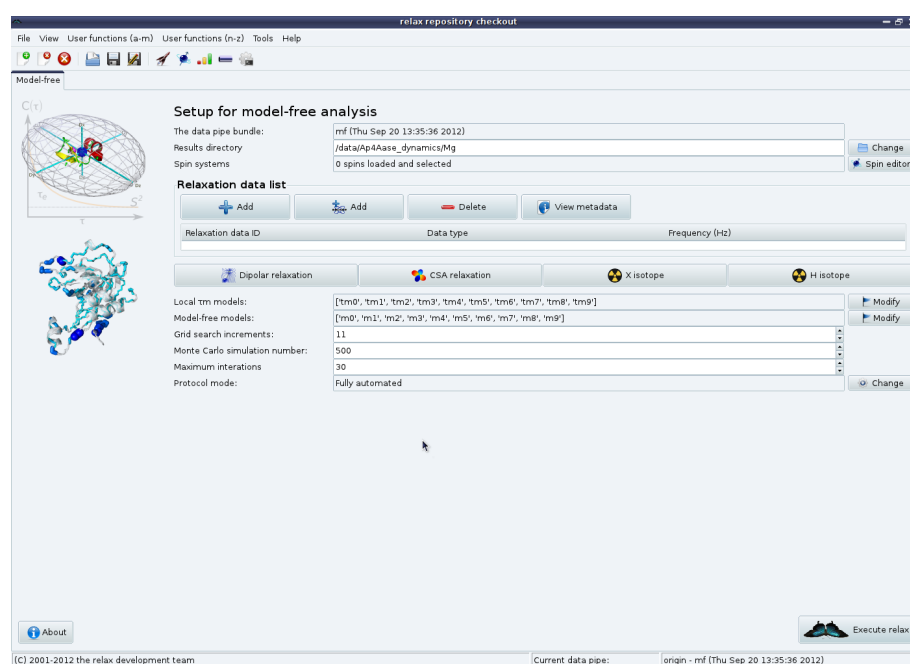 relax repository checkout
File View User functions (a-m) User functions (n-z) Tools Help
Model-free
C(τ)
τe
S²
τ
Setup for model-free analysis
The data pipe bundle: mf (Thu Sep 20 13:35:36 2012)
Results directory /data/Ap4Aase_dynamics/Mg Change
Spin systems 0 spins loaded and selected Spin editor
Relaxation data list
Add Add Delete View metadata
Relaxation data ID Data type Frequency (Hz)
Dipolar relaxation CSA relaxation X isotope H isotope
Local τm models: ['tm0', 'tm1', 'tm2', 'tm3', 'tm4', 'tm5', 'tm6', 'tm7', 'tm8', 'tm9'] Modify
Model-free models: ['m0', 'm1', 'm2', 'm3', 'm4', 'm5', 'm6', 'm7', 'm8', 'm9'] Modify
Grid search increments: 11
Monte Carlo simulation number: 500
Maximum interations 30
Protocol mode: Fully automated Change
About
Execute relax
(C) 2001-2012 the relax development team Current data pipe: origin - mf (Thu Sep 20 13:35:36 2012)